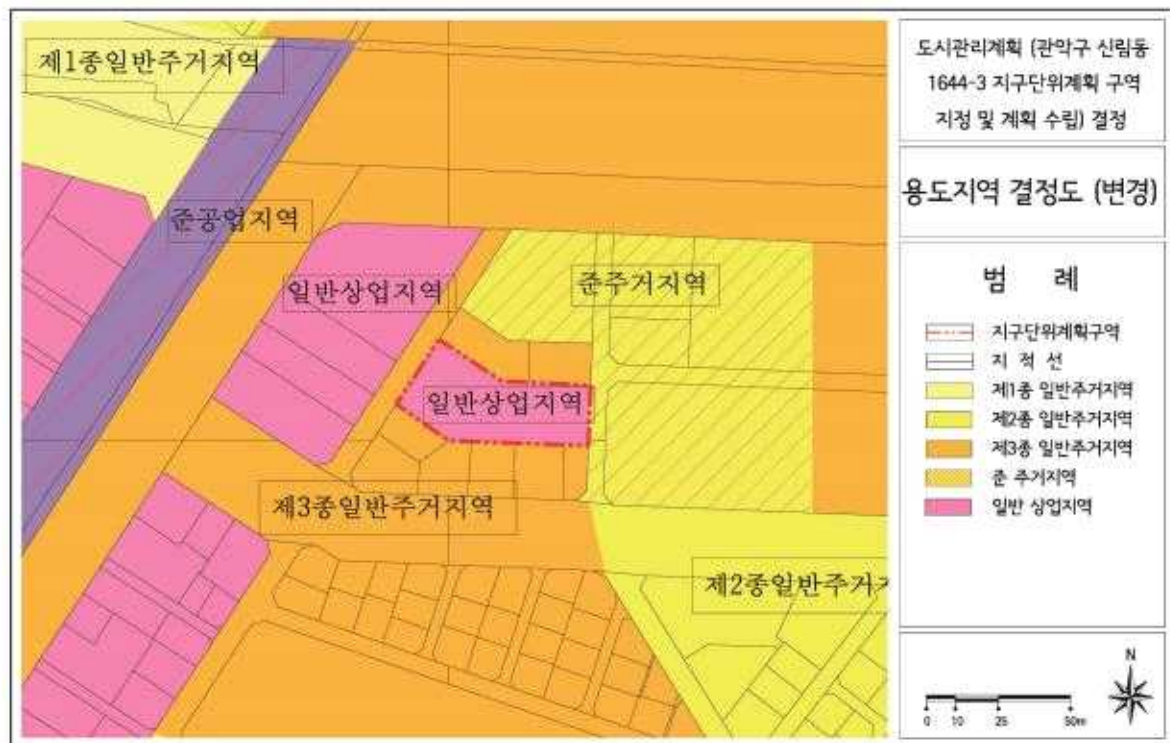 제1종일반주거지역
준공업지역
일반상업지역
준주거지역
일반상업지역
제3종일반주거지역
제2종일반주거지
도시관리계획 (관악구 신림동
1644-3 지구단위계획 구역
지정 및 계획 수립) 결정
용도지역 결정도 (변경)
범 례
지구단위계획구역
지 적 선
제1종 일반주거지역
제2종 일반주거지역
제3종 일반주거지역
준 주거지역
일반 상업지역
N
0 10 25 50m